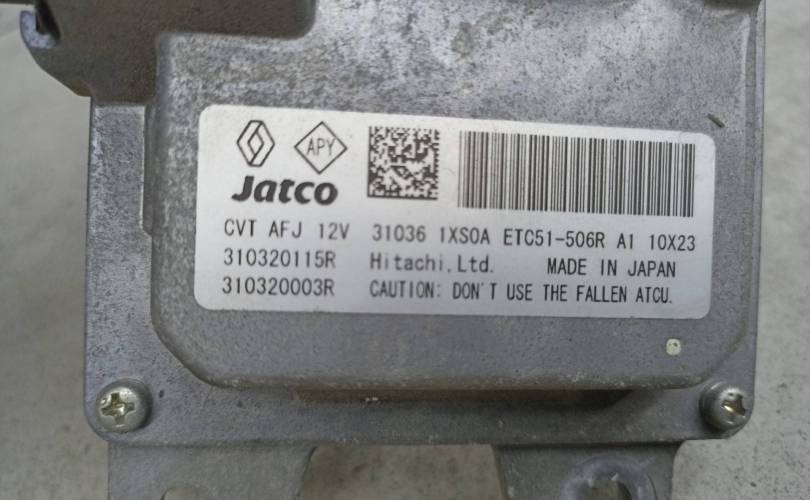 APY
Jatco
CVT AFJ 12V 31036 1XS0A ETC51-506R A1 10X23
310320115R Hitachi.Ltd. MADE IN JAPAN
310320003R CAUTION: DON'T USE THE FALLEN ATCU.